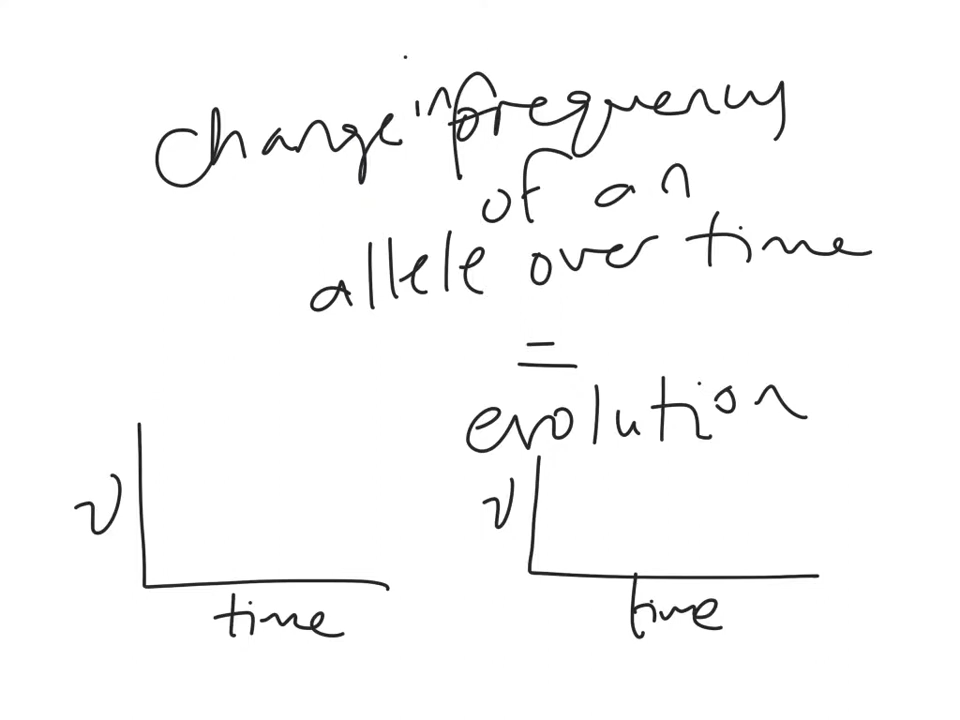 change in frequency
of an
allele over time
=
evolution
ν
ν
time
time